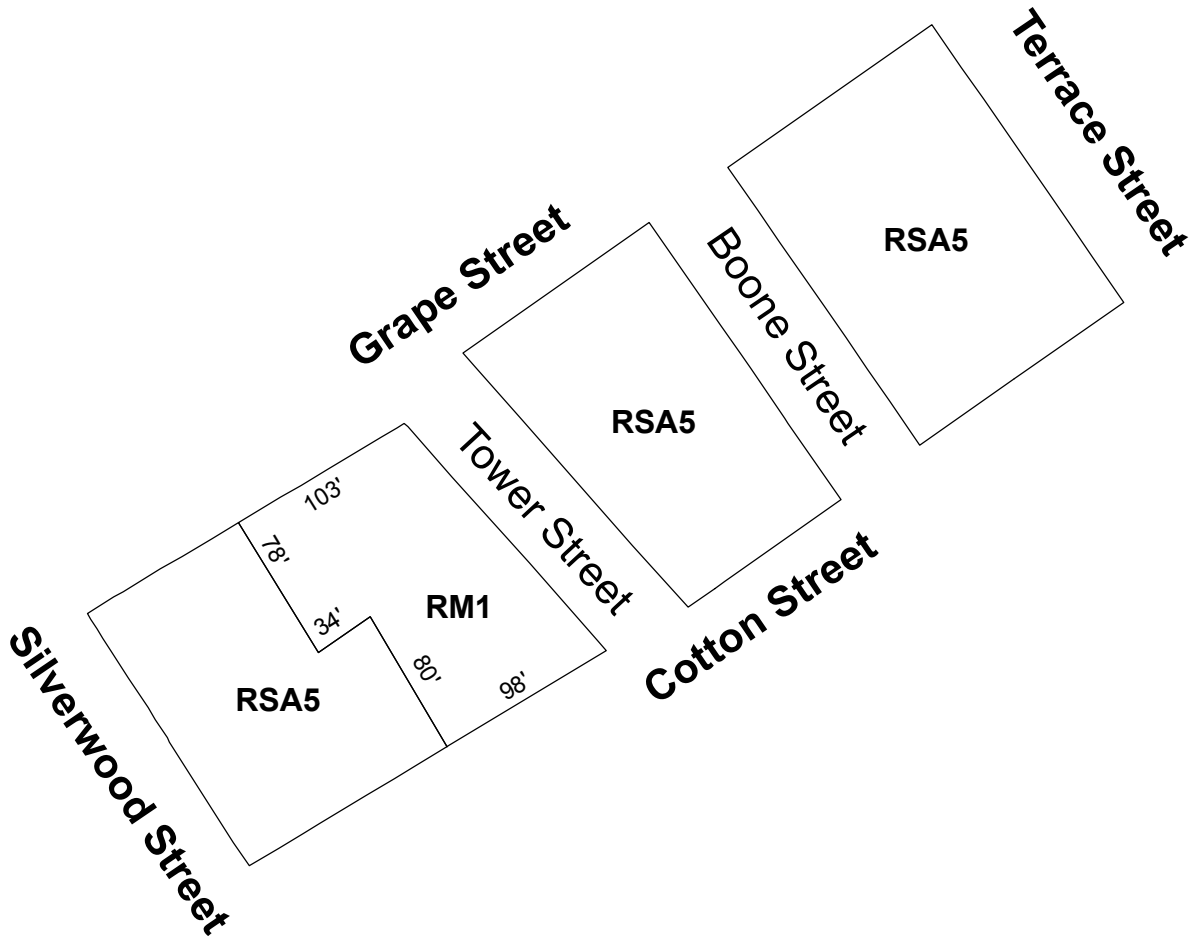 Terrace Street
RSA5
Grape Street
Boone Street
RSA5
Tower Street
103'
78'
34'
RM1
80'
98'
Cotton Street
RSA5
Silverwood Street